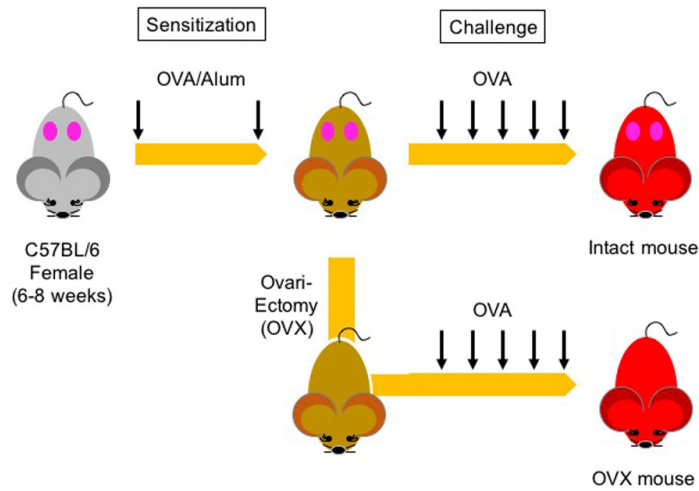 Sensitization
Challenge
OVA/Alum
OVA
C57BL/6
Female
(6-8 weeks)
Intact mouse
Ovari-
Ectomy
(OVX)
OVA
OVX mouse